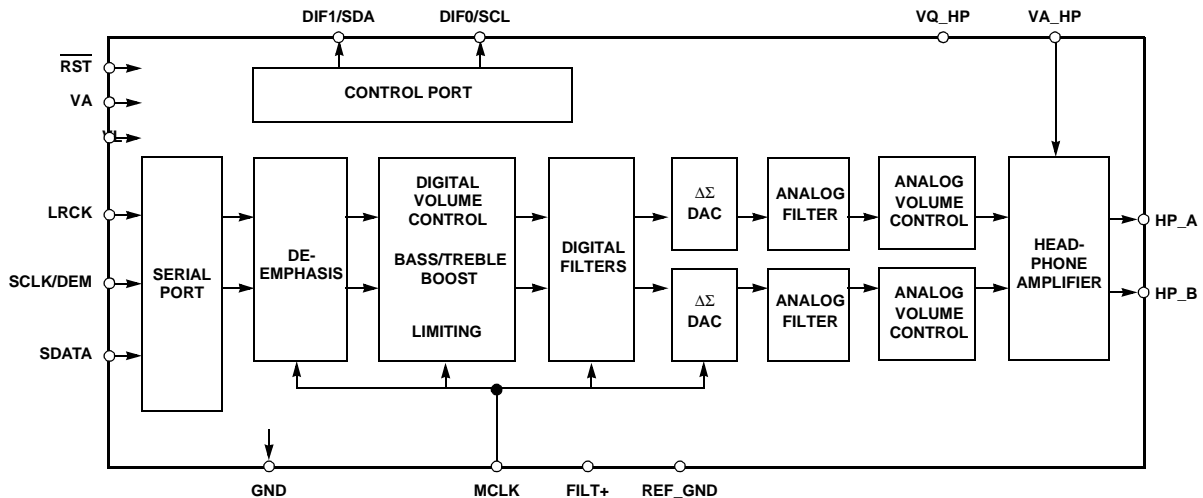 DIF1/SDA
DIF0/SCL
VQ_HP
VA_HP
RST
VA
CONTROL PORT
LRCK
SCLK/DEM
SDATA
SERIAL
PORT
DE-
EMPHASIS
DIGITAL
VOLUME
CONTROL
BASS/TREBLE
BOOST
LIMITING
DIGITAL
FILTERS
ΔΣ
DAC
ANALOG
FILTER
ANALOG
VOLUME
CONTROL
ΔΣ
DAC
ANALOG
FILTER
ANALOG
VOLUME
CONTROL
HEAD-
PHONE
AMPLIFIER
HP_A
HP_B
GND
MCLK
FILT+
REF_GND